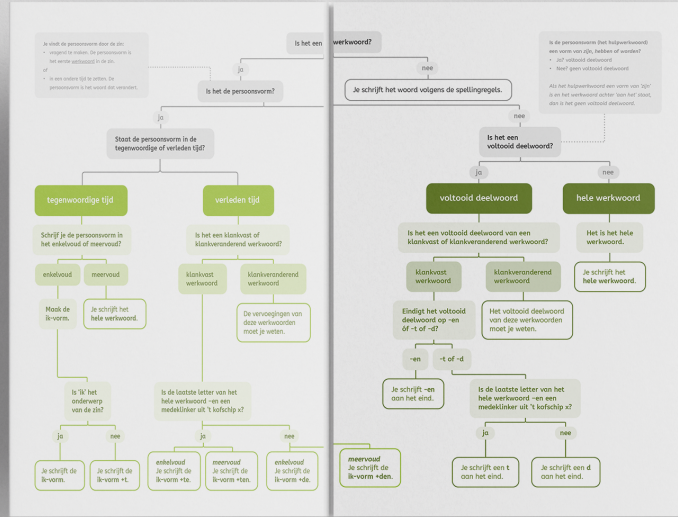 Je vindt de persoonsvorm door de zin:
• vragend te maken. De persoonsvorm is
het eerste werkwoord in de zin.
of
• in een andere tijd te zetten. De
persoonsvorm is het woord dat verandert.
Is het een werkwoord?
Is de persoonsvorm (het hulpwerkwoord)
een vorm van zijn, hebben of worden?
• Ja? voltooid deelwoord
• Nee? geen voltooid deelwoord
Als het hulpwerkwoord een vorm van 'zijn'
is en het werkwoord achter 'aan het' staat,
dan is het geen voltooid deelwoord.
ja
nee
Is het de persoonsvorm?
Je schrijft het woord volgens de spellingregels.
ja
nee
Staat de persoonsvorm in de
tegenwoordige of verleden tijd?
Is het een
voltooid deelwoord?
ja
nee
tegenwoordige tijd
verleden tijd
voltooid deelwoord
hele werkwoord
Schrijf je de persoonsvorm in
het enkelvoud of meervoud?
Is het een klankvast of
klankveranderend werkwoord?
Is het een voltooid deelwoord van een
klankvast of klankveranderend werkwoord?
Het is het hele
werkwoord.
enkelvoud
meervoud
klankvast
werkwoord
klankveranderend
werkwoord
klankvast
werkwoord
klankveranderend
werkwoord
Je schrijft het
hele werkwoord.
Maak de
ik-vorm.
Je schrijft het
hele werkwoord.
De vervoegingen van
deze werkwoorden
moet je weten.
Eindigt het voltooid
deelwoord op -en
óf -t of -d?
Het voltooid deelwoord
van deze werkwoorden
moet je weten.
-en
-t of -d
Is 'ik' het
onderwerp
van de zin?
Is de laatste letter van het
hele werkwoord -en een
medeklinker uit 't kofschip x?
Je schrijft -en
aan het eind.
Is de laatste letter van het
hele werkwoord -en een
medeklinker uit 't kofschip x?
ja
nee
ja
nee
ja
nee
Je schrijft de
ik-vorm.
Je schrijft de
ik-vorm +t.
enkelvoud
Je schrijft de
ik-vorm +te.
meervoud
Je schrijft de
ik-vorm +ten.
enkelvoud
Je schrijft de
ik-vorm +de.
meervoud
Je schrijft de
ik-vorm +den.
Je schrijft een t
aan het eind.
Je schrijft een d
aan het eind.